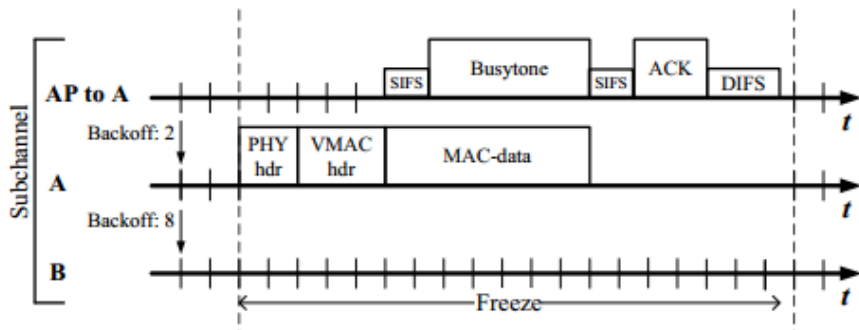 SIFS Busytone SIFS ACK DIFS
AP to A t
Backoff: 2
PHY hdr VMAC hdr MAC-data
A t
Backoff: 8
B t
Freeze
Subchannel